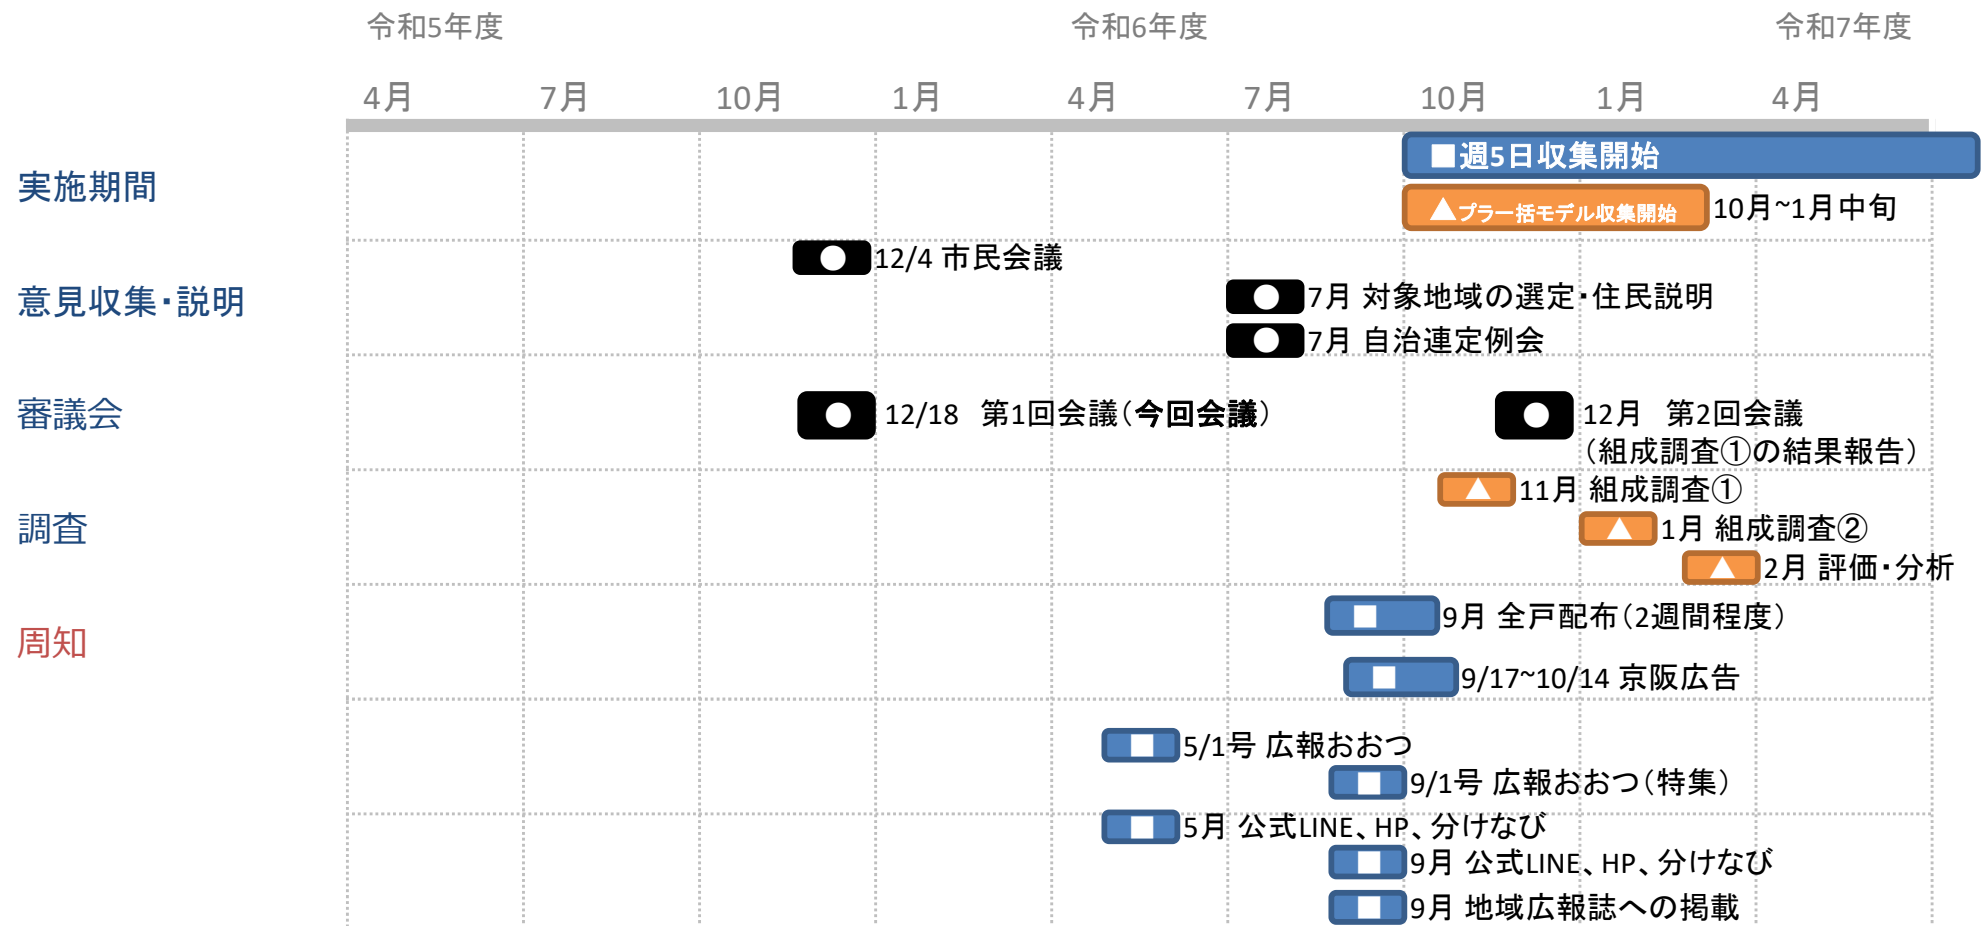 令和5年度
令和6年度
令和7年度
4月
7月
10月
1月
4月
7月
10月
1月
4月
実施期間
■週5日収集開始
▲プラ一括モデル収集開始
10月~1月中旬
意見収集・説明
12/4 市民会議
7月 対象地域の選定・住民説明
7月 自治連定例会
審議会
12/18 第1回会議（今回会議）
12月 第2回会議
（組成調査①の結果報告）
調査
11月 組成調査①
1月 組成調査②
2月 評価・分析
周知
9月 全戸配布（2週間程度）
9/17~10/14 京阪広告
5/1号 広報おおつ
9/1号 広報おおつ（特集）
5月 公式LINE、HP、分けなび
9月 公式LINE、HP、分けなび
9月 地域広報誌への掲載